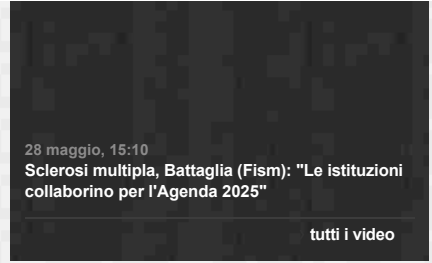 28 maggio, 15:10
Sclerosi multipla, Battaglia (Fism): "Le istituzioni
collaborino per l'Agenda 2025"
tutti i video